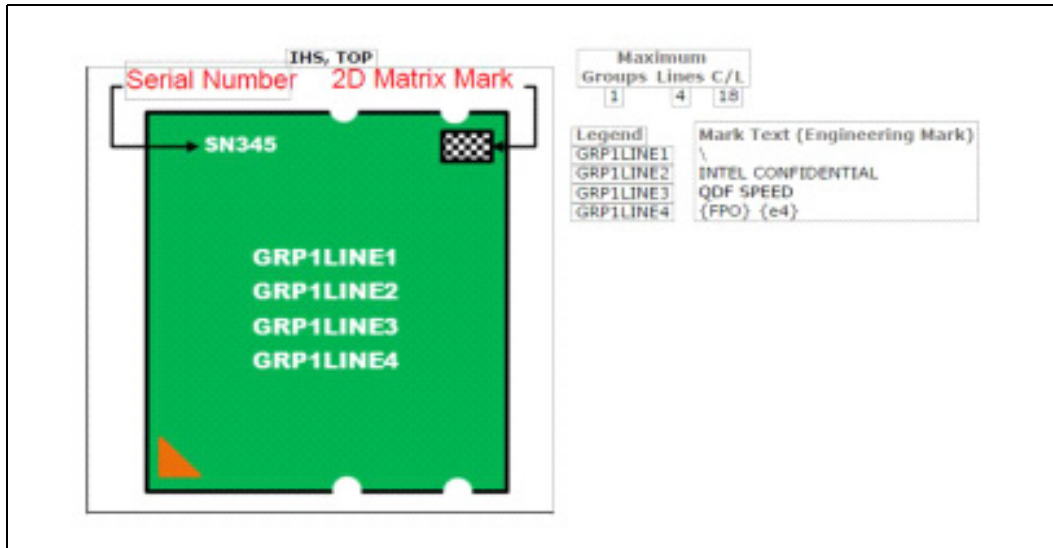 IHS, TOP
Serial Number 2D Matrix Mark
SN345
GRP1LINE1
GRP1LINE2
GRP1LINE3
GRP1LINE4
Maximum
Groups Lines C/L
1 4 18
Legend Mark Text (Engineering Mark)
GRP1LINE1 \
GRP1LINE2 INTEL CONFIDENTIAL
GRP1LINE3 QDF SPEED
GRP1LINE4 {FPO} {e4}